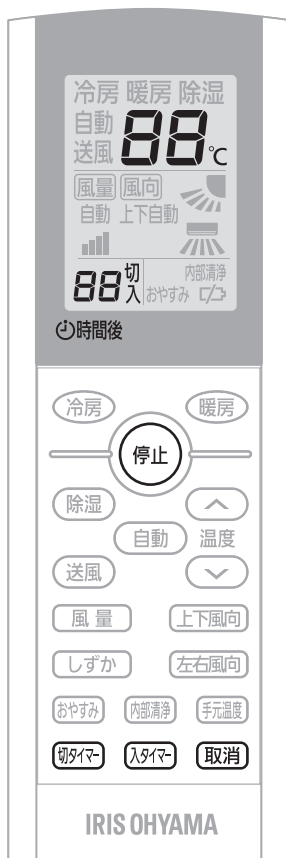 冷房 暖房 除湿
自動
送風 88℃
風量 風向
自動 上下自動
88 切
入
内部清浄
おやすみ
時間後
冷房 暖房
停止
除湿
自動 温度
送風
風量 上下風向
しずか 左右風向
おやすみ 内部清浄 手元温度
切タイマー 入タイマー 取消
IRIS OHYAMA